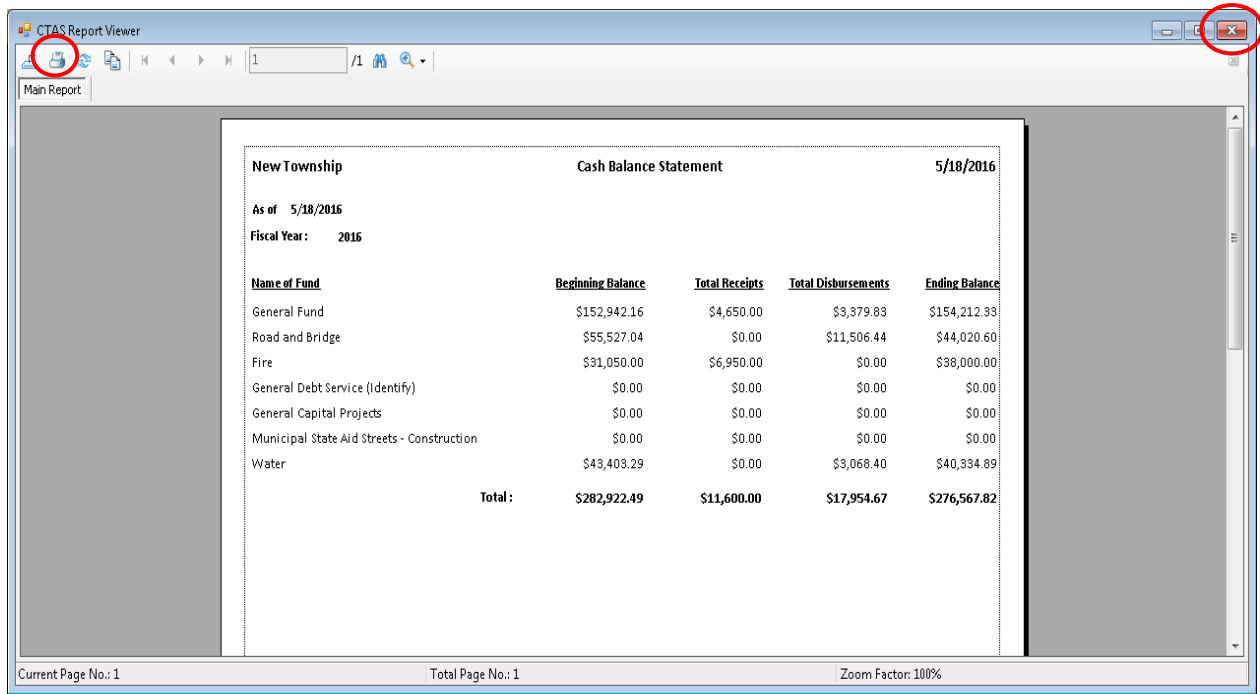 CTAS Report Viewer
1 /1
Main Report
New Township Cash Balance Statement 5/18/2016
As of 5/18/2016
Fiscal Year : 2016
Name of Fund Beginning Balance Total Receipts Total Disbursements Ending Balance
General Fund $152,942.16 $4,650.00 $3,379.83 $154,212.33
Road and Bridge $55,527.04 $0.00 $11,506.44 $44,020.60
Fire $31,050.00 $6,950.00 $0.00 $38,000.00
General Debt Service (Identify) $0.00 $0.00 $0.00 $0.00
General Capital Projects $0.00 $0.00 $0.00 $0.00
Municipal State Aid Streets - Construction $0.00 $0.00 $0.00 $0.00
Water $43,403.29 $0.00 $3,068.40 $40,334.89
Total : $282,922.49 $11,600.00 $17,954.67 $276,567.82
Current Page No.: 1 Total Page No.: 1 Zoom Factor: 100%